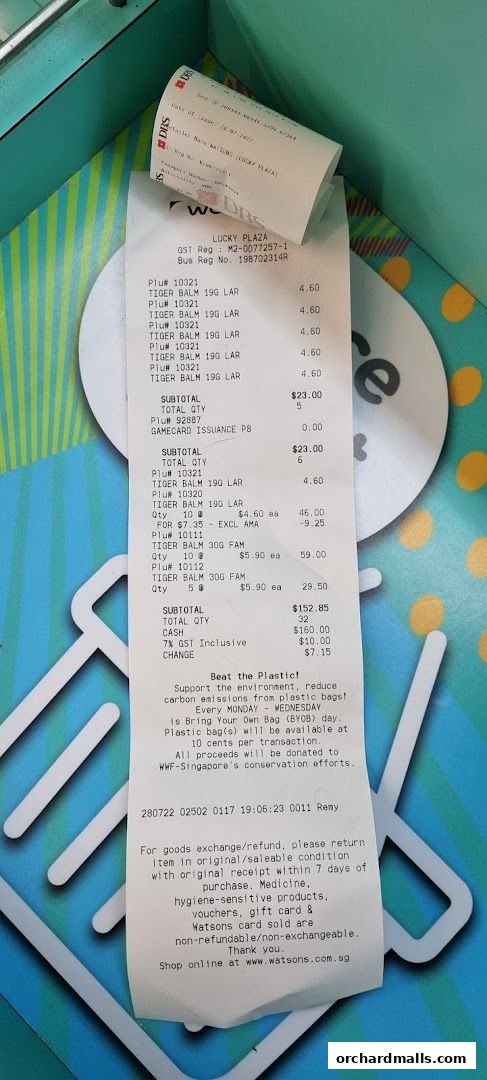 DBS
Date of Issue: 28.07.2022
DBS
DBS
LUCKY PLAZA
GST Reg : M2-0077257-1
Bus Reg No. 198702314R
Plu# 10321
TIGER BALM 19G LAR 4.60
Plu# 10321
TIGER BALM 19G LAR 4.60
Plu# 10321
TIGER BALM 19G LAR 4.60
Plu# 10321
TIGER BALM 19G LAR 4.60
Plu# 10321
TIGER BALM 19G LAR 4.60
SUBTOTAL $23.00
TOTAL QTY 5
Plu# 92887
GAMECARD ISSUANCE P8 0.00
SUBTOTAL $23.00
TOTAL QTY 6
Plu# 10321
TIGER BALM 19G LAR 4.60
Plu# 10320
TIGER BALM 19G LAR
Qty 10 @ $4.60 ea 46.00
FOR $7.35 - EXCL AMA -9.25
Plu# 10111
TIGER BALM 30G FAM
Qty 10 @ $5.90 ea 59.00
Plu# 10112
TIGER BALM 30G FAM
Qty 5 @ $5.90 ea 29.50
SUBTOTAL $152.85
TOTAL QTY 32
CASH $160.00
7% GST Inclusive $10.00
CHANGE $7.15
Beat the Plastic!
Support the environment, reduce
carbon emissions from plastic bags!
Every MONDAY - WEDNESDAY
is Bring Your Own Bag (BYOB) day.
Plastic bag(s) will be available at
10 cents per transaction.
All proceeds will be donated to
WWF-Singapore's conservation efforts.
280722 02502 0117 19:06:23 0011 Remy
For goods exchange/refund, please return
item in original/saleable condition
with original receipt within 7 days of
purchase. Medicine,
hygiene-sensitive products,
vouchers, gift card &
Watsons card sold are
non-refundable/non-exchangeable.
Thank you.
Shop online at www.watsons.com.sg
orchardmalls.com